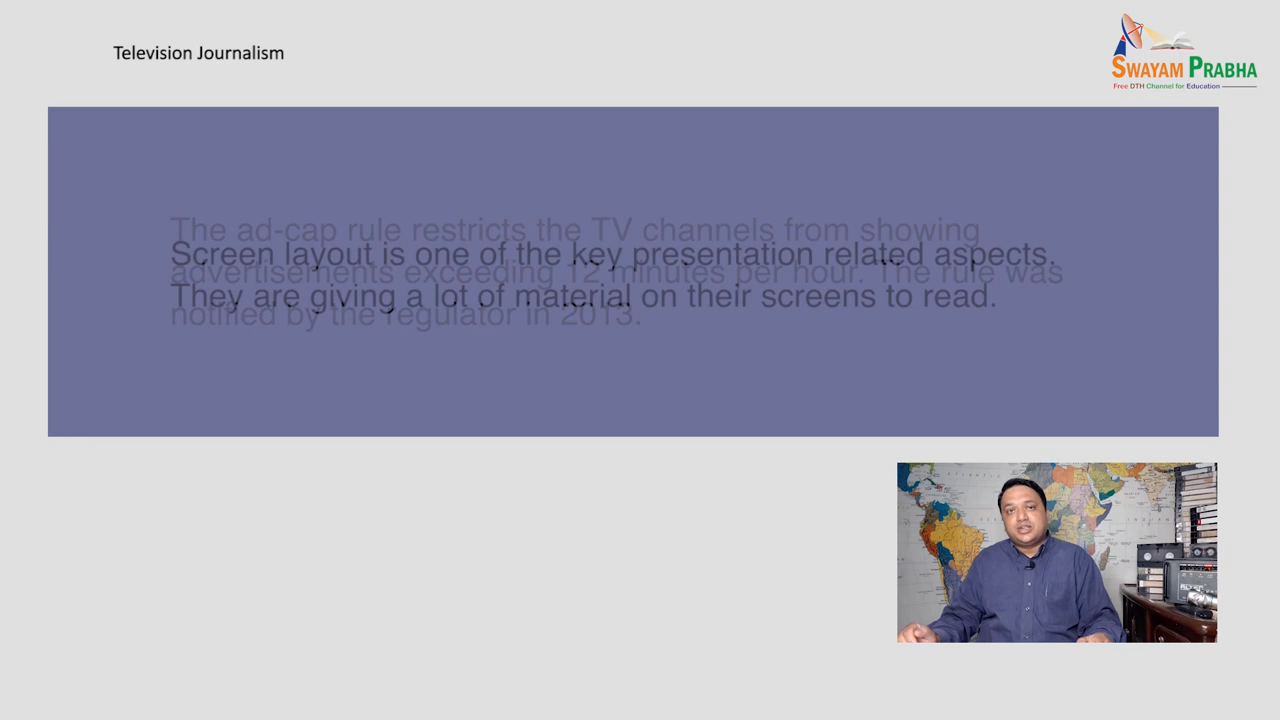 Television Journalism
SWAYAM PRABHA
Free DTH Channel for Education
The ad-cap rule restricts the TV channels from showing
advertisements exceeding 12 minutes per hour. The rule was
notified by the regulator in 2013.
Screen layout is one of the key presentation related aspects.
They are giving a lot of material on their screens to read.